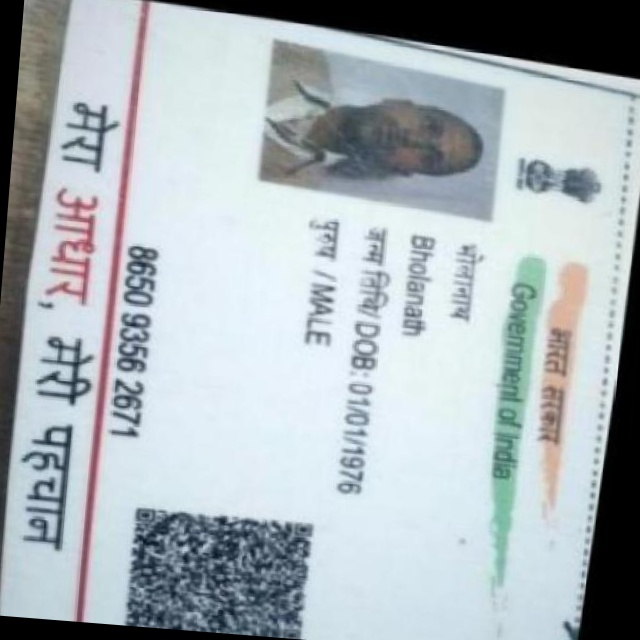 भारत सरकार
Government of India
भोलानाथ
Bholanath
जन्म तिथि/ DOB: 01/01/1976
पुरुष / MALE
8650 9356 2671
मेरा आधार, मेरी पहचान